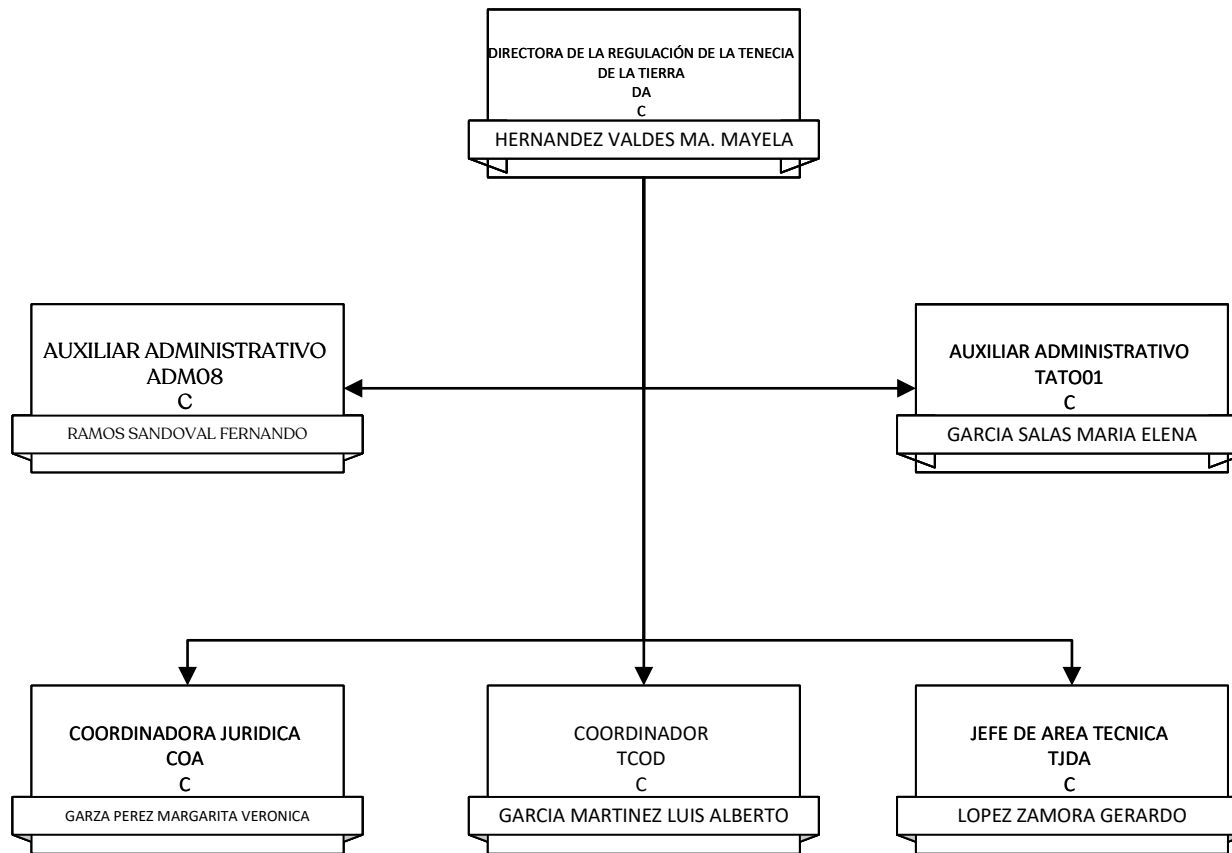 DIRECTORA DE LA REGULACIÓN DE LA TENECIA
DE LA TIERRA
DA
C
HERNANDEZ VALDES MA. MAYELA
AUXILIAR ADMINISTRATIVO
ADM08
C
RAMOS SANDOVAL FERNANDO
AUXILIAR ADMINISTRATIVO
TATO01
C
GARCIA SALAS MARIA ELENA
COORDINADORA JURIDICA
COA
C
GARZA PEREZ MARGARITA VERONICA
COORDINADOR
TCOD
C
GARCIA MARTINEZ LUIS ALBERTO
JEFE DE AREA TECNICA
TJDA
C
LOPEZ ZAMORA GERARDO